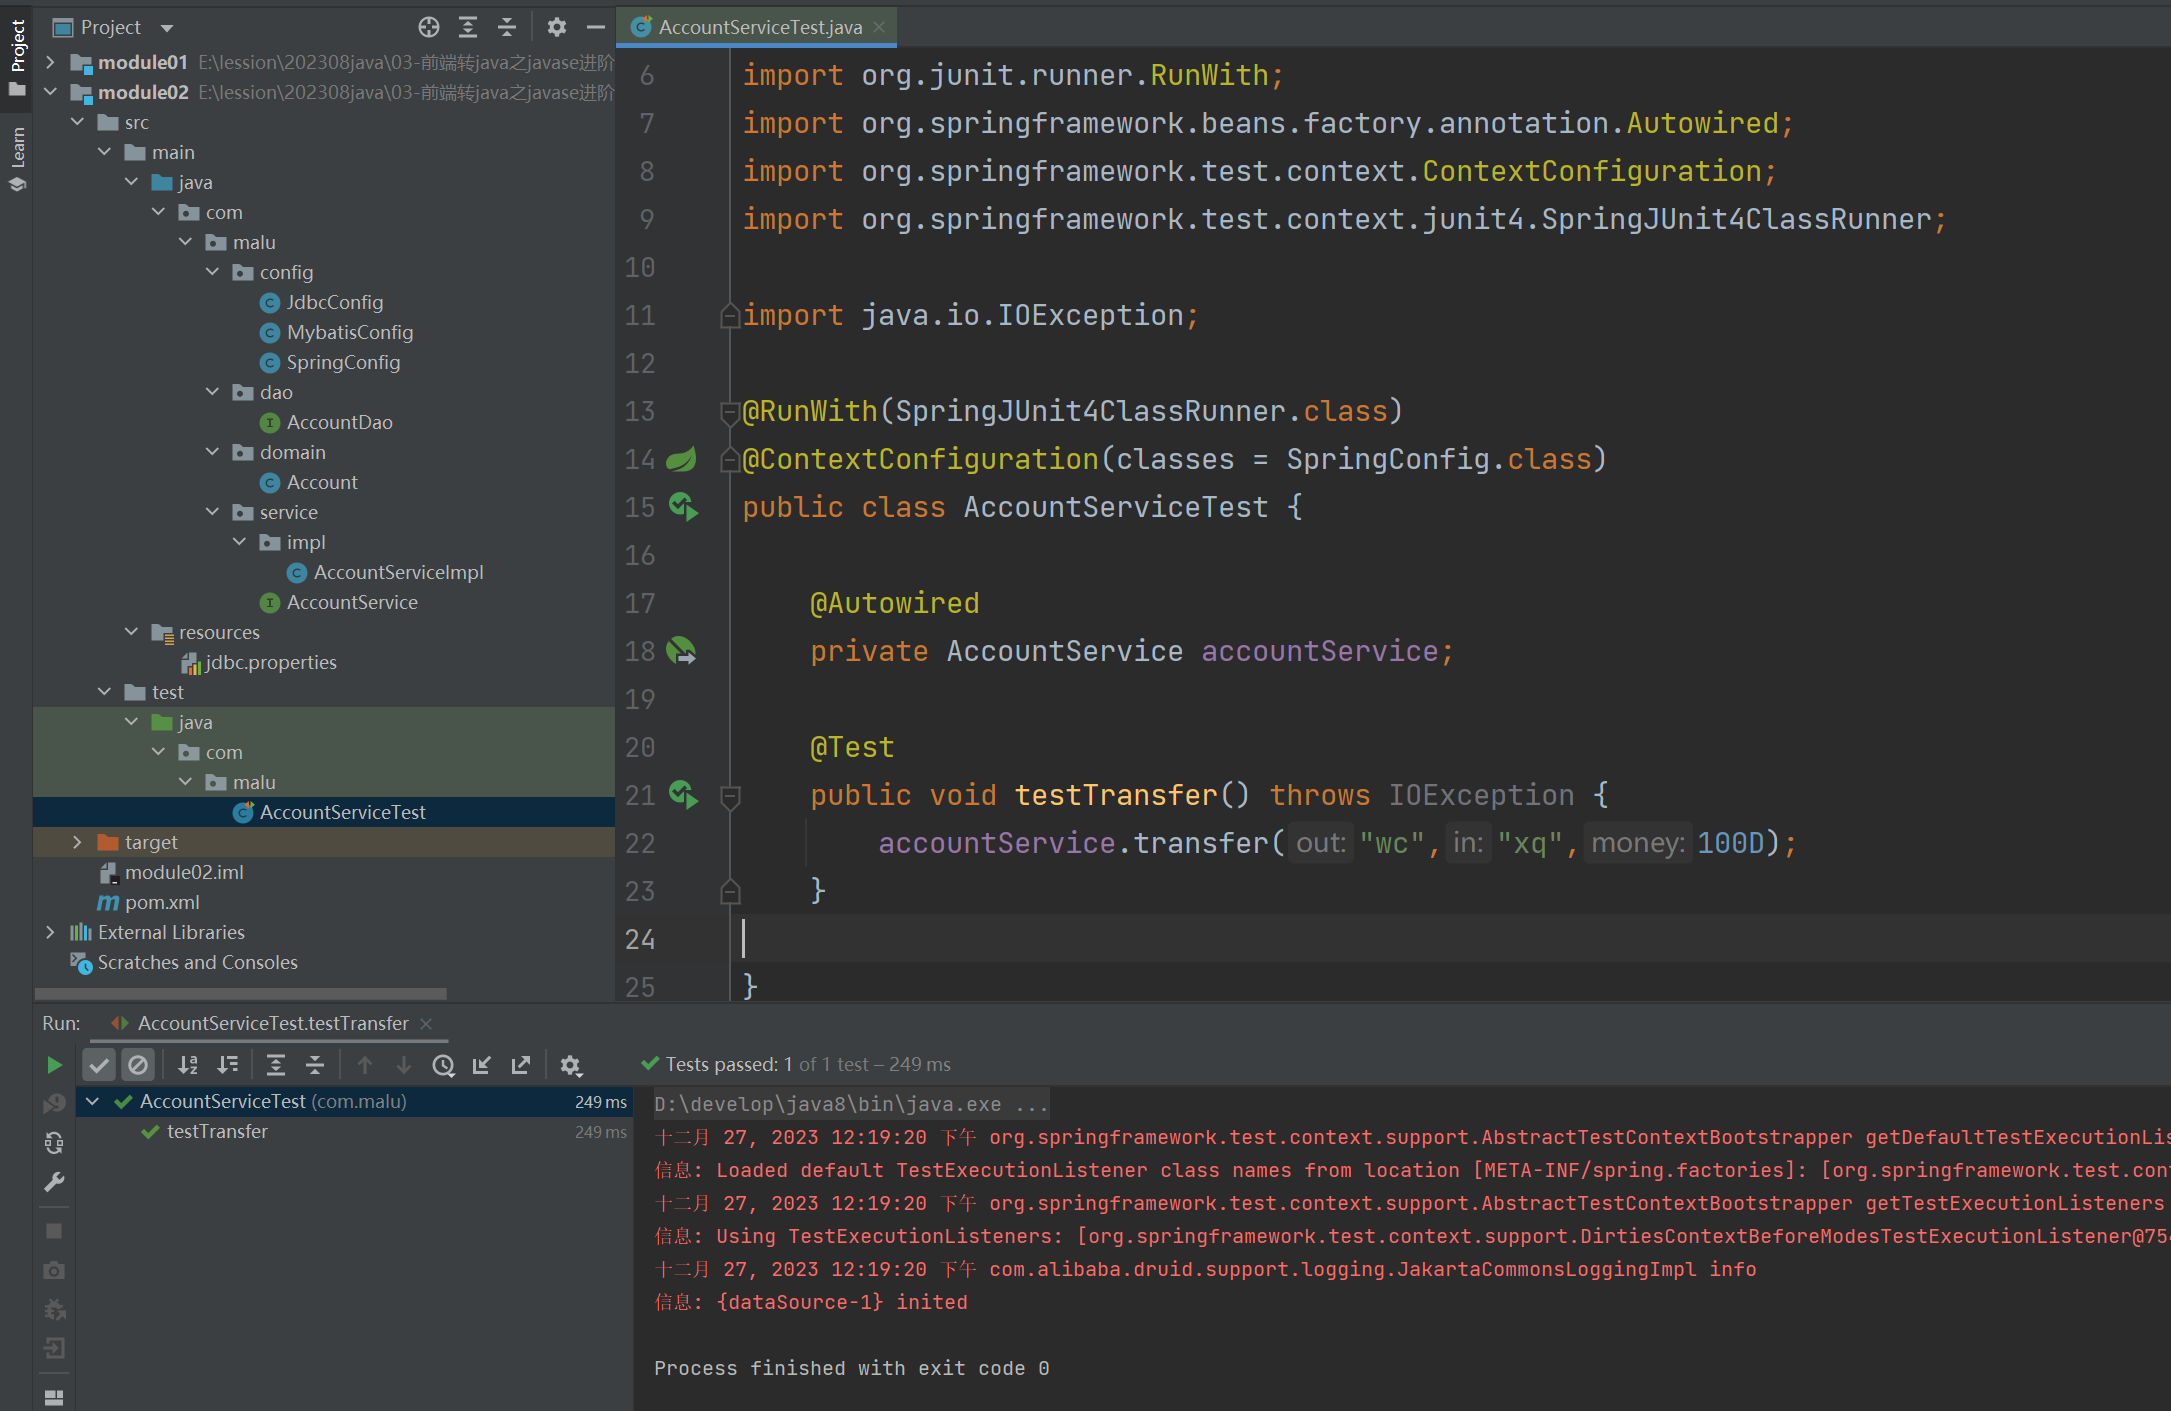 Project
Learn
Project
module01 E:\lession\202308java\03-前端转java之javase进阶
module02 E:\lession\202308java\03-前端转java之javase进阶
src
main
java
com
malu
config
JdbcConfig
MybatisConfig
SpringConfig
dao
AccountDao
domain
Account
service
impl
AccountServiceImpl
AccountService
resources
jdbc.properties
test
java
com
malu
AccountServiceTest
target
module02.iml
pom.xml
External Libraries
Scratches and Consoles
AccountServiceTest.java
6 import org.junit.runner.RunWith;
7 import org.springframework.beans.factory.annotation.Autowired;
8 import org.springframework.test.context.ContextConfiguration;
9 import org.springframework.test.context.junit4.SpringJUnit4ClassRunner;
10
11 import java.io.IOException;
12
13 @RunWith(SpringJUnit4ClassRunner.class)
14 @ContextConfiguration(classes = SpringConfig.class)
15 public class AccountServiceTest {
16
17 @Autowired
18 private AccountService accountService;
19
20 @Test
21 public void testTransfer() throws IOException {
22 accountService.transfer( out: "wc", in: "xq", money: 100D);
23 }
24
25 }
Run: AccountServiceTest.testTransfer
Tests passed: 1 of 1 test – 249 ms
AccountServiceTest (com.malu) 249 ms
testTransfer 249 ms
D:\develop\java8\bin\java.exe ...
十二月 27, 2023 12:19:20 下午 org.springframework.test.context.support.AbstractTestContextBootstrapper getDefaultTestExecutionLis
信息: Loaded default TestExecutionListener class names from location [META-INF/spring.factories]: [org.springframework.test.con
十二月 27, 2023 12:19:20 下午 org.springframework.test.context.support.AbstractTestContextBootstrapper getTestExecutionListeners
信息: Using TestExecutionListeners: [org.springframework.test.context.support.DirtiesContextBeforeModesTestExecutionListener@754
十二月 27, 2023 12:19:20 下午 com.alibaba.druid.support.logging.JakartaCommonsLoggingImpl info
信息: {dataSource-1} inited
Process finished with exit code 0